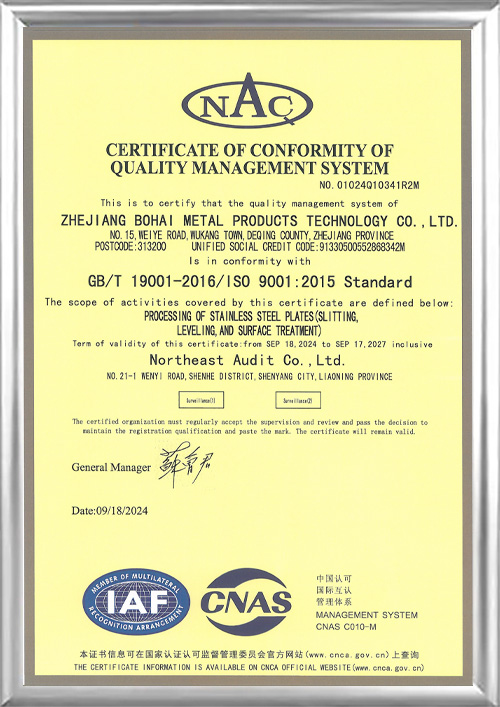 NAC
CERTIFICATE OF CONFORMITY OF
QUALITY MANAGEMENT SYSTEM
NO. 01024Q10341R2M
This is to certify that the quality management system of
ZHEJIANG BOHAI METAL PRODUCTS TECHNOLOGY CO.,LTD.
NO. 15, WEIYE ROAD, WUKANG TOWN, DEQING COUNTY, ZHEJIANG PROVINCE
POSTCODE:313200 UNIFIED SOCIAL CREDIT CODE:91330500552868342M
Is in conformity with
GB/T 19001-2016/ISO 9001:2015 Standard
The scope of activities covered by this certificate are defined below:
PROCESSING OF STAINLESS STEEL PLATES(SLITTING,
LEVELING, AND SURFACE TREATMENT)
Term of validity of this certificate:from SEP 18,2024 to SEP 17,2027 inclusive
Northeast Audit Co.,Ltd.
NO.21-1 WENYI ROAD, SHENHE DISTRICT, SHENYANG CITY, LIAONING PROVINCE
Surveillance(1) Surveillance(2)
The certified organization must regularly accept the supervision and review and pass the decision to
maintain the registration qualification and paste the mark. The certificate will remain valid.
General Manager
Date:09/18/2024
MEMBER OF MULTILATERAL
IAF
RECOGNITION ARRANGEMENT
CNAS
中国认可
国际互认
管理体系
MANAGEMENT SYSTEM
CNAS C010-M
本证书信息可在国家认证认可监督管理委员会官方网站(www.cnca.gov.cn)上查询
THE CERTIFICATE INFORMATION IS AVAILABLE ON CNCA OFFICIAL WEBSITE(www.cnca.gov.cn)